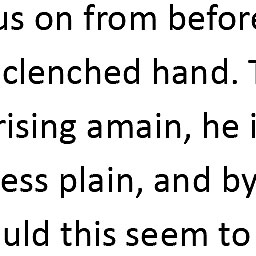 us on from before
clenched hand. T
rising amain, he i
ess plain, and by
uld this seem to